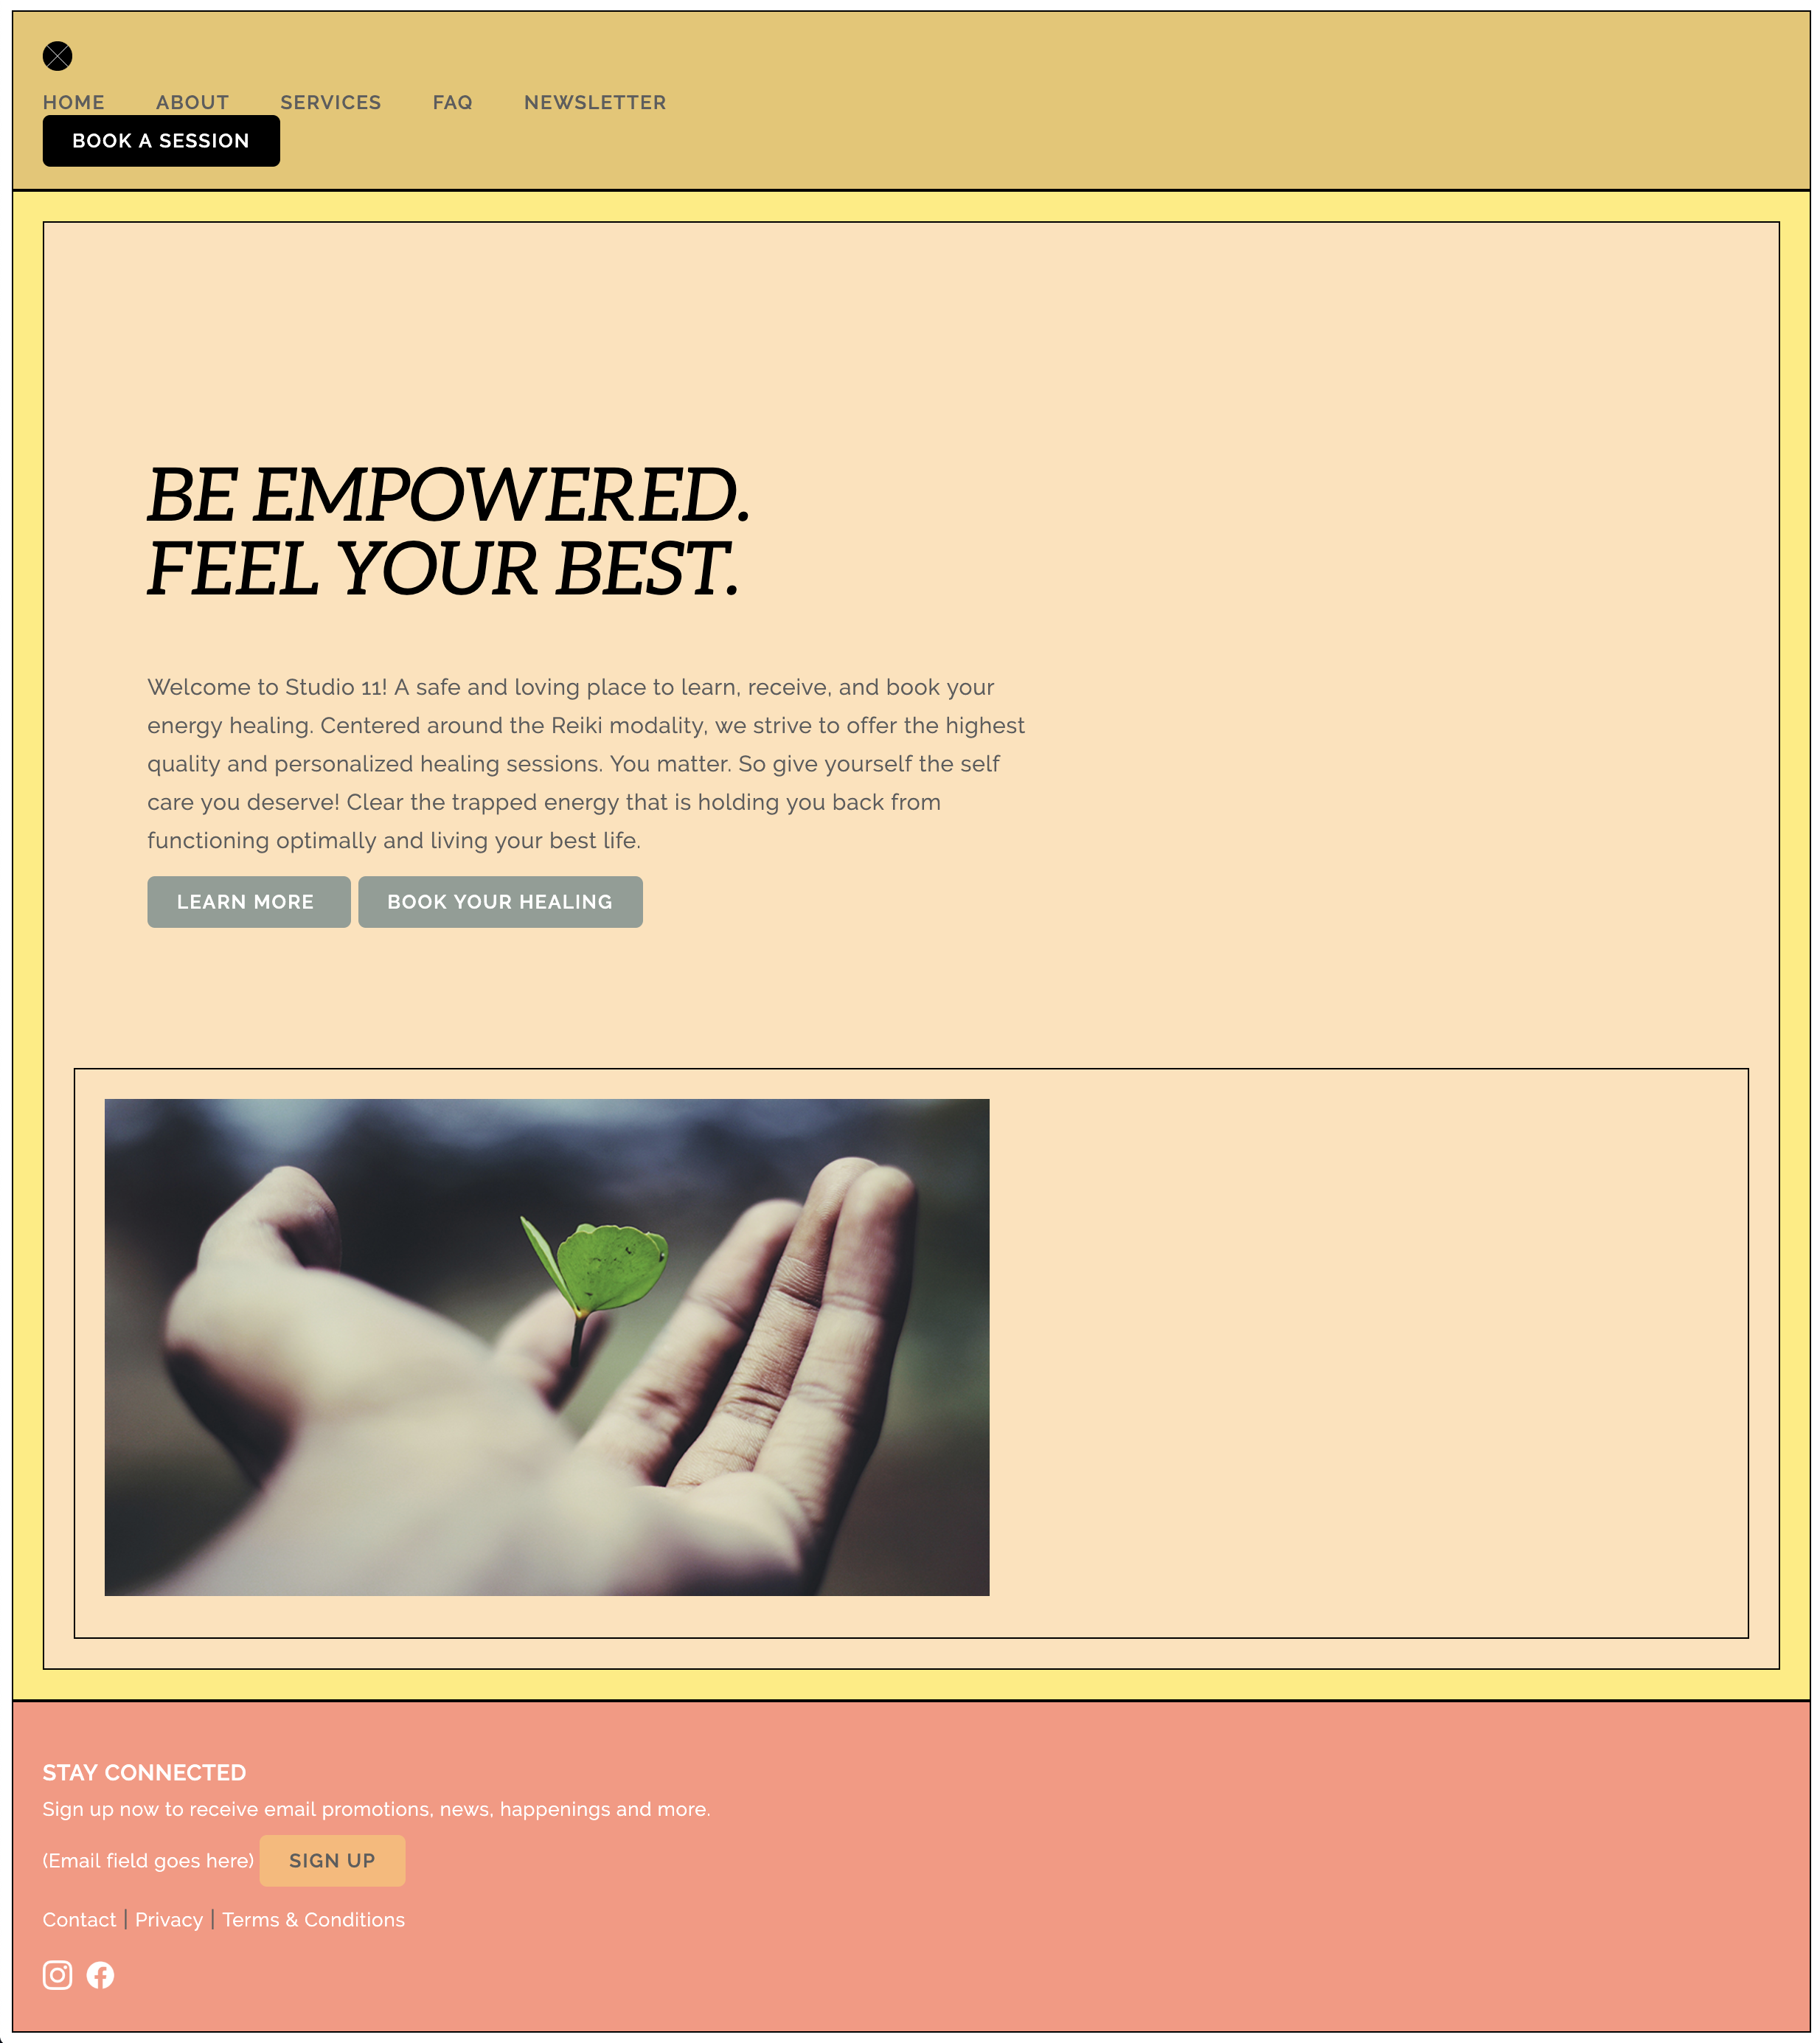 HOME ABOUT SERVICES FAQ NEWSLETTER
BOOK A SESSION
BE EMPOWERED.
FEEL YOUR BEST.
Welcome to Studio 11! A safe and loving place to learn, receive, and book your
energy healing. Centered around the Reiki modality, we strive to offer the highest
quality and personalized healing sessions. You matter. So give yourself the self
care you deserve! Clear the trapped energy that is holding you back from
functioning optimally and living your best life.
LEARN MORE BOOK YOUR HEALING
STAY CONNECTED
Sign up now to receive email promotions, news, happenings and more.
(Email field goes here) SIGN UP
Contact | Privacy | Terms & Conditions